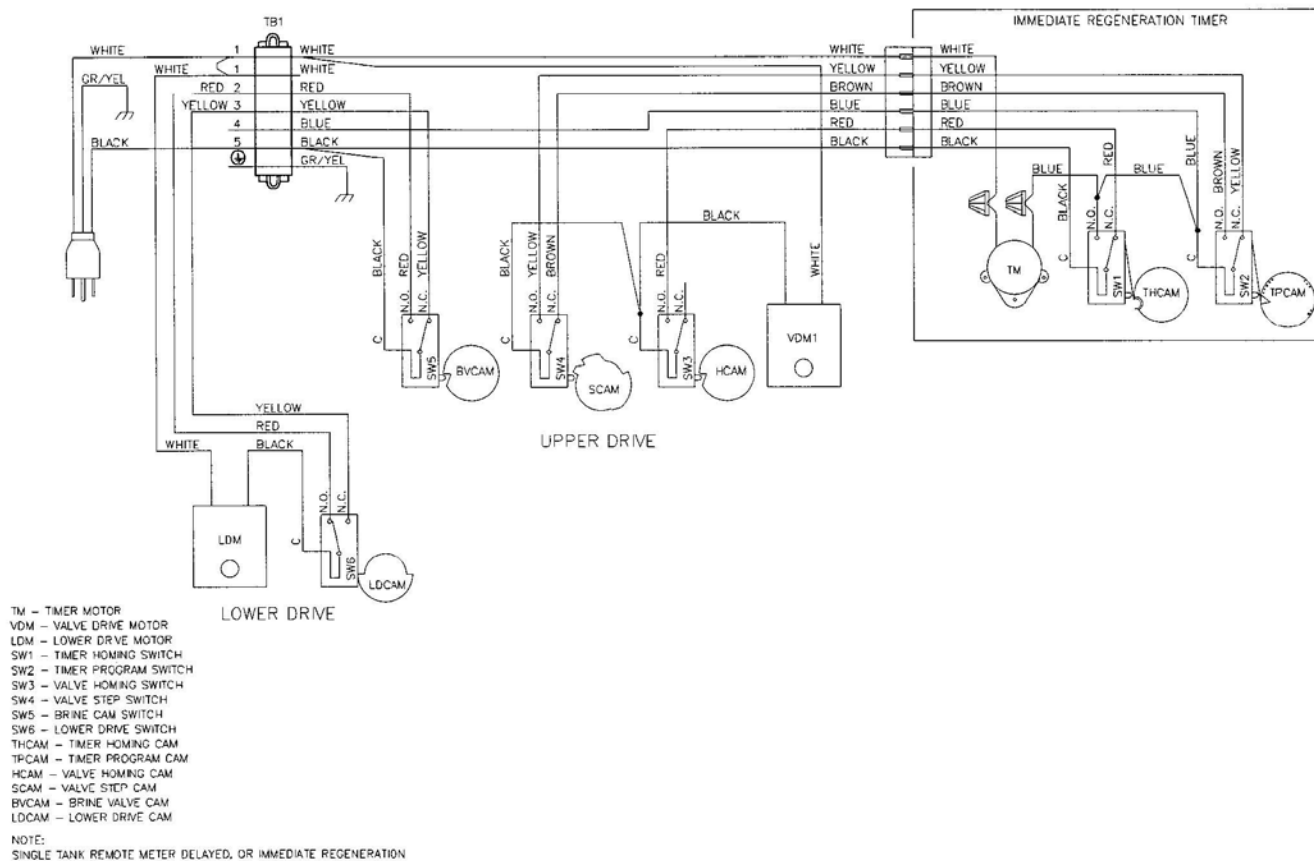 TB1
IMMEDIATE REGENERATION TIMER
WHITE 1 WHITE WHITE WHITE
WHITE 1 WHITE YELLOW YELLOW
GR/YEL RED 2 RED BROWN BROWN
YELLOW 3 YELLOW BLUE BLUE
4 BLUE RED RED
BLACK 5 BLACK BLACK BLACK
GR/YEL
BLUE BLACK RED BLUE BLUE BROWN YELLOW
N.O. N.C. N.O. N.C.
C C
TM SW1 THCAM SW2 TPCAM
BLACK
BLACK RED YELLOW BLACK YELLOW BROWN RED WHITE
N.O. N.C. N.O. N.C. N.O. N.C.
C C C
SW5 BVCAM SW4 SCAM SW3 HCAM VDM1
UPPER DRIVE
YELLOW
RED
WHITE BLACK
N.O. N.C.
LDM C SW6 LDCAM
LOWER DRIVE
TM – TIMER MOTOR
VDM – VALVE DRIVE MOTOR
LDM – LOWER DRVE MOTOR
SW1 – TIMER HOMING SWITCH
SW2 – TIMER PROGRAM SWITCH
SW3 – VALVE HOMING SWITCH
SW4 – VALVE STEP SWITCH
SW5 – BRINE CAM SWITCH
SW6 – LOWER DRIVE SWITCH
THCAM – TIMER HOMING CAM
TPCAM – TIMER PROGRAM CAM
HCAM – VALVE HOMING CAM
SCAM – VALVE STEP CAM
BVCAM – BRINE VALVE CAM
LDCAM – LOWER DRIVE CAM
NOTE:
SINGLE TANK REMOTE METER DELAYED, OR IMMEDIATE REGENERATION